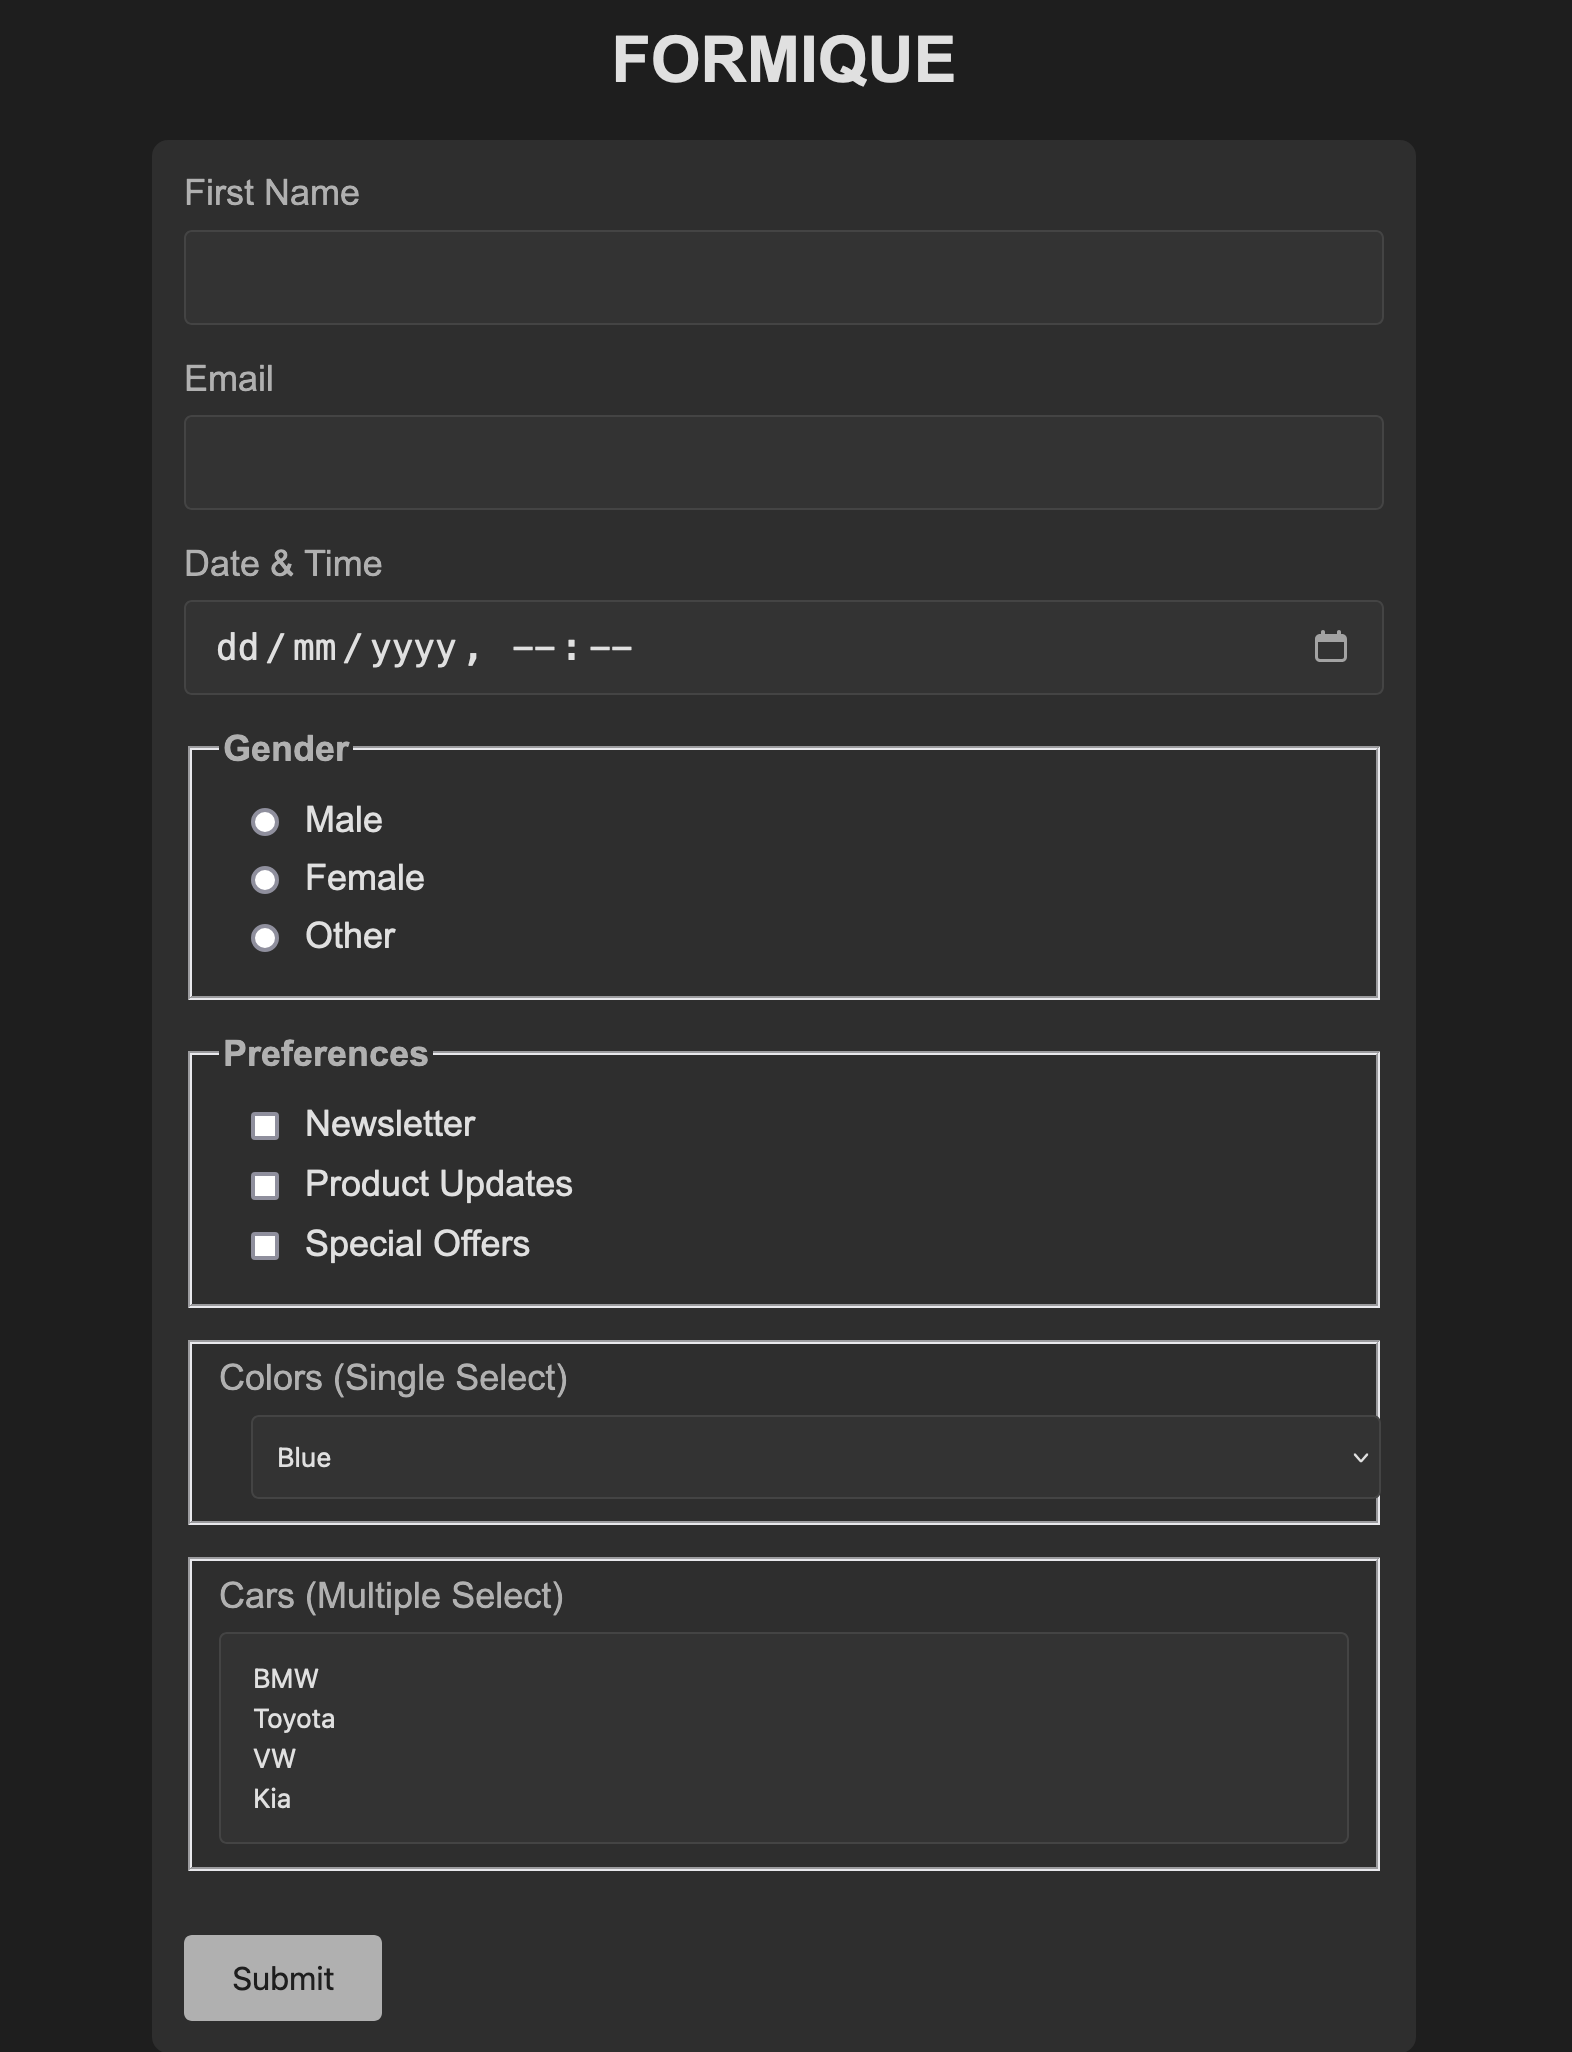 FORMIQUE
First Name
Email
Date & Time
dd/mm/yyyy, --:--
Gender
Male
Female
Other
Preferences
Newsletter
Product Updates
Special Offers
Colors (Single Select)
Blue
Cars (Multiple Select)
BMW
Toyota
VW
Kia
Submit